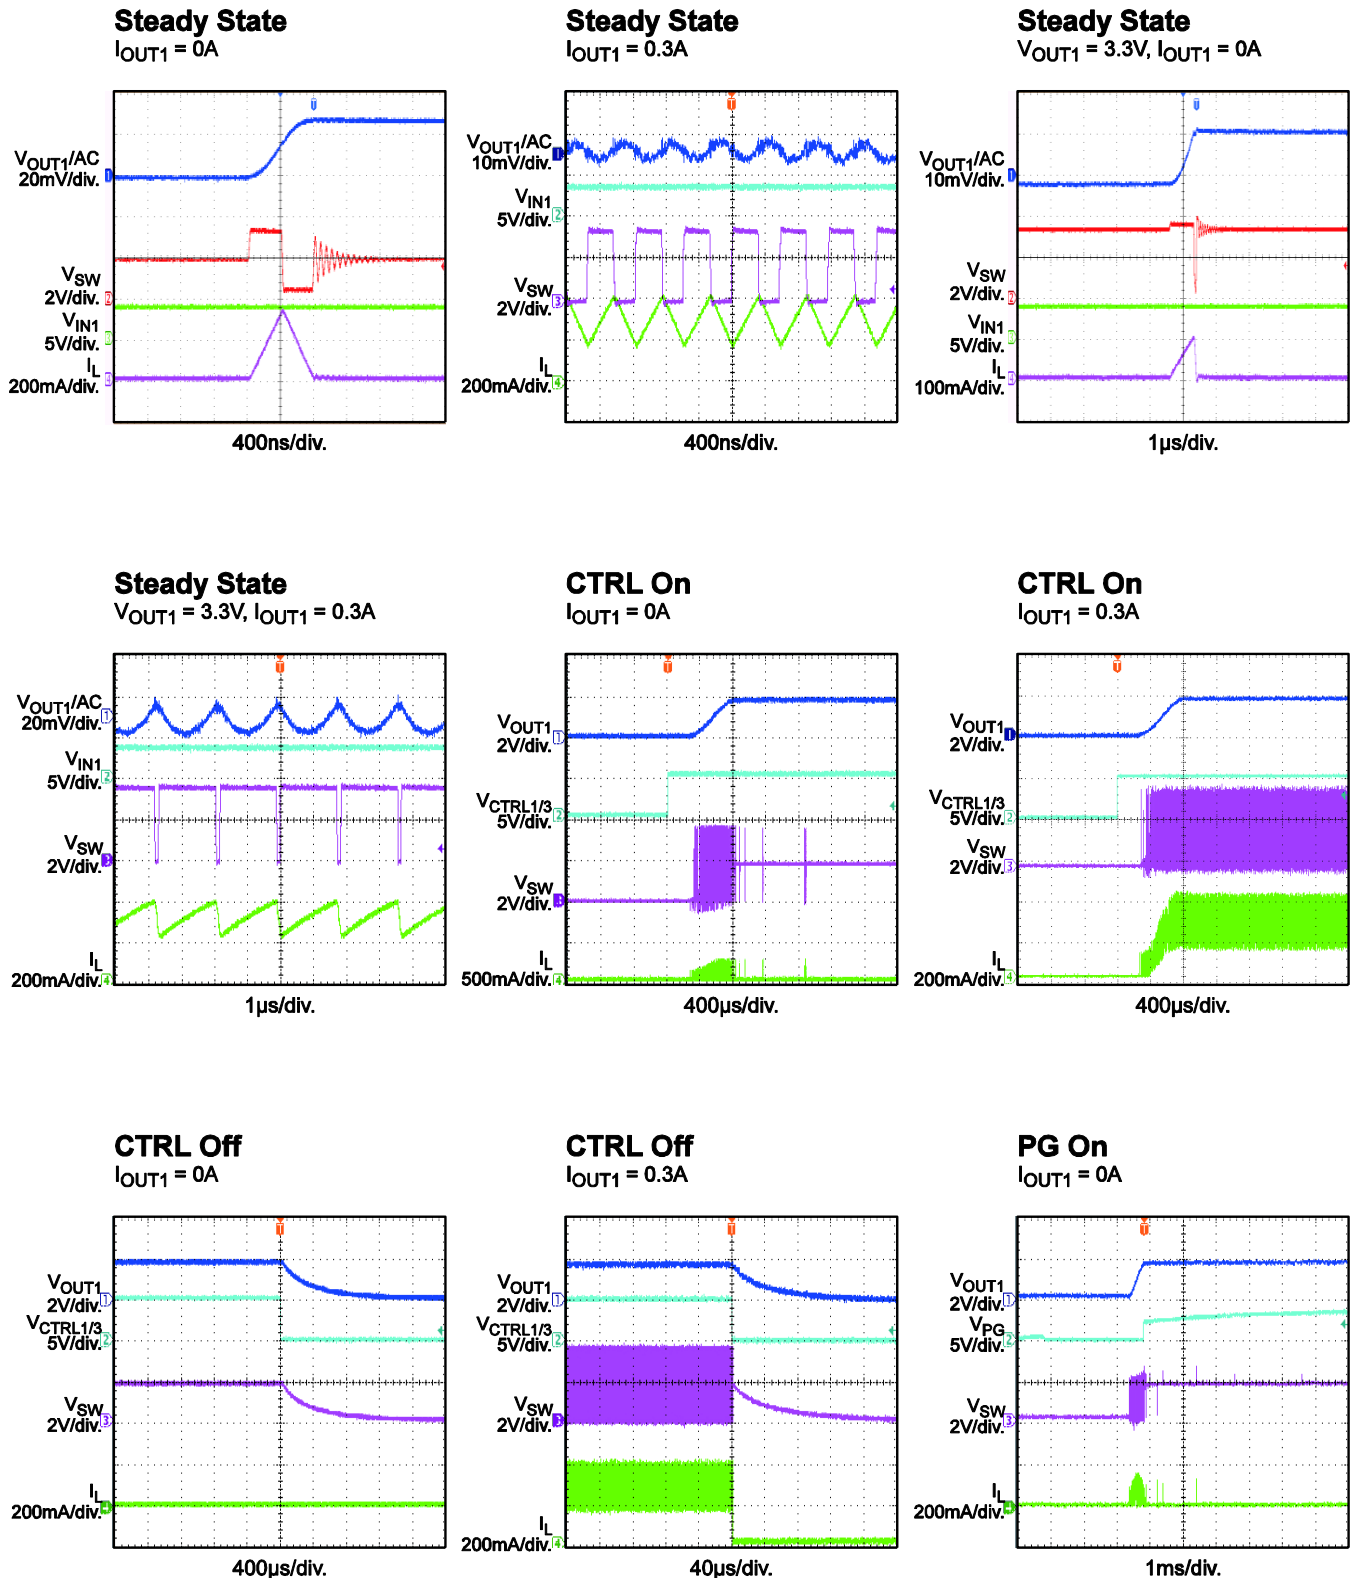 Steady State
IOUT1 = 0A
VOUT1/AC
20mV/div.
VSW
2V/div.
VIN1
5V/div.
IL
200mA/div.
400ns/div.
Steady State
IOUT1 = 0.3A
VOUT1/AC
10mV/div.
VIN1
5V/div.
VSW
2V/div.
IL
200mA/div.
400ns/div.
Steady State
VOUT1 = 3.3V, IOUT1 = 0A
VOUT1/AC
10mV/div.
VSW
2V/div.
VIN1
5V/div.
IL
100mA/div.
1µs/div.
Steady State
VOUT1 = 3.3V, IOUT1 = 0.3A
VOUT1/AC
20mV/div.
VIN1
5V/div.
VSW
2V/div.
IL
200mA/div.
1µs/div.
CTRL On
IOUT1 = 0A
VOUT1
2V/div.
VCTRL1/3
5V/div.
VSW
2V/div.
IL
500mA/div.
400µs/div.
CTRL On
IOUT1 = 0.3A
VOUT1
2V/div.
VCTRL1/3
5V/div.
VSW
2V/div.
IL
200mA/div.
400µs/div.
CTRL Off
IOUT1 = 0A
VOUT1
2V/div.
VCTRL1/3
5V/div.
VSW
2V/div.
IL
200mA/div.
400µs/div.
CTRL Off
IOUT1 = 0.3A
VOUT1
2V/div.
VCTRL1/3
5V/div.
VSW
2V/div.
IL
200mA/div.
40µs/div.
PG On
IOUT1 = 0A
VOUT1
2V/div.
VPG
5V/div.
VSW
2V/div.
IL
200mA/div.
1ms/div.